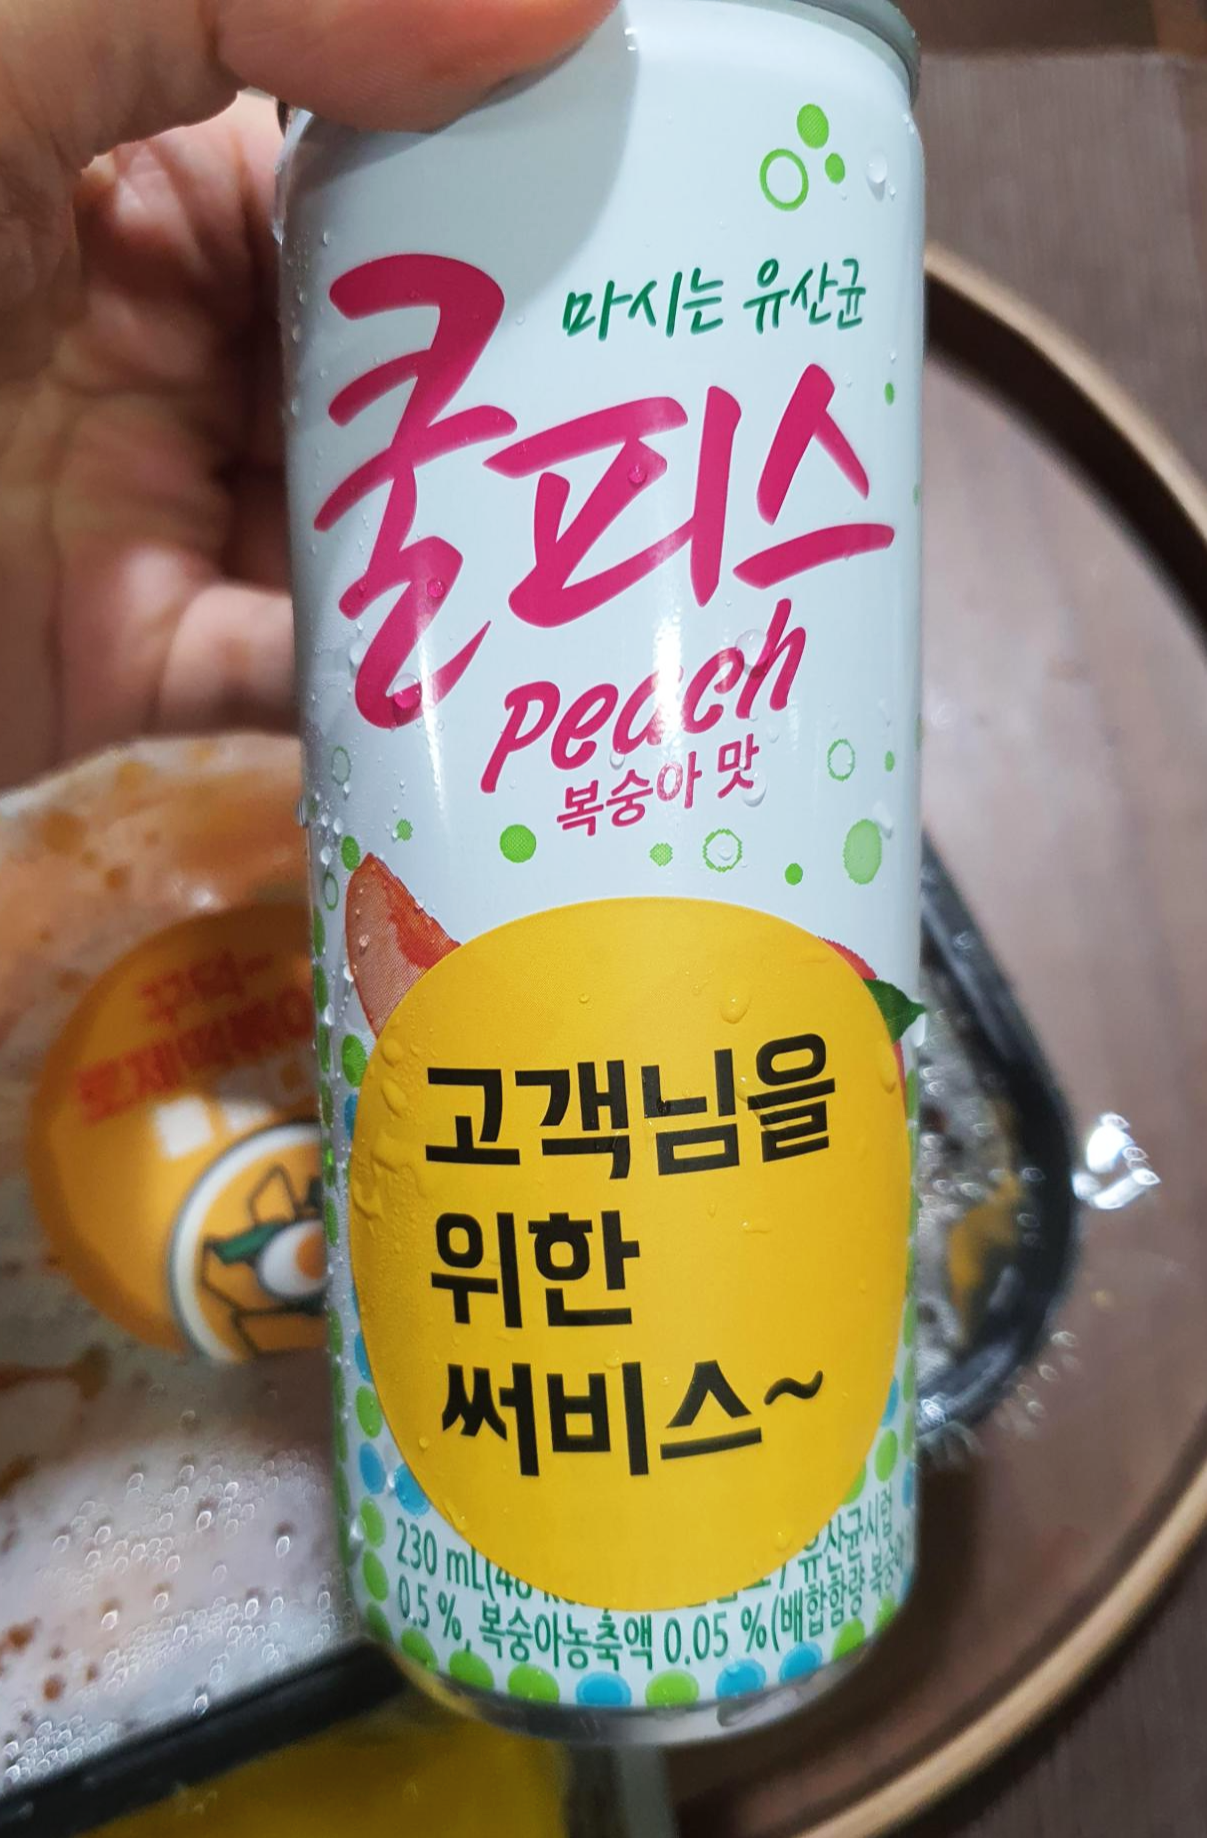 마시는 유산균
쿨피스
peach
복숭아 맛
고객님을
위한
써비스~
230 mL
유산균시럽
0.5 %, 복숭아농축액 0.05 %(배합함량